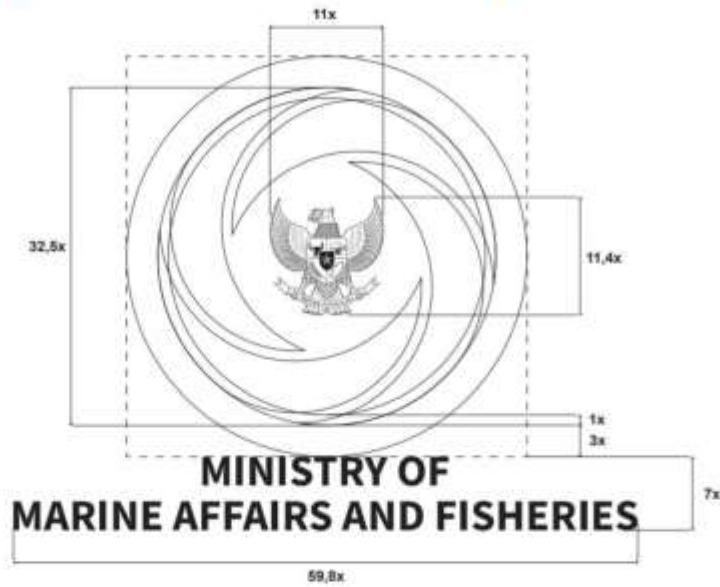 11x
32,5x
11,4x
1x
3x
MINISTRY OF
MARINE AFFAIRS AND FISHERIES
7x
59,8x